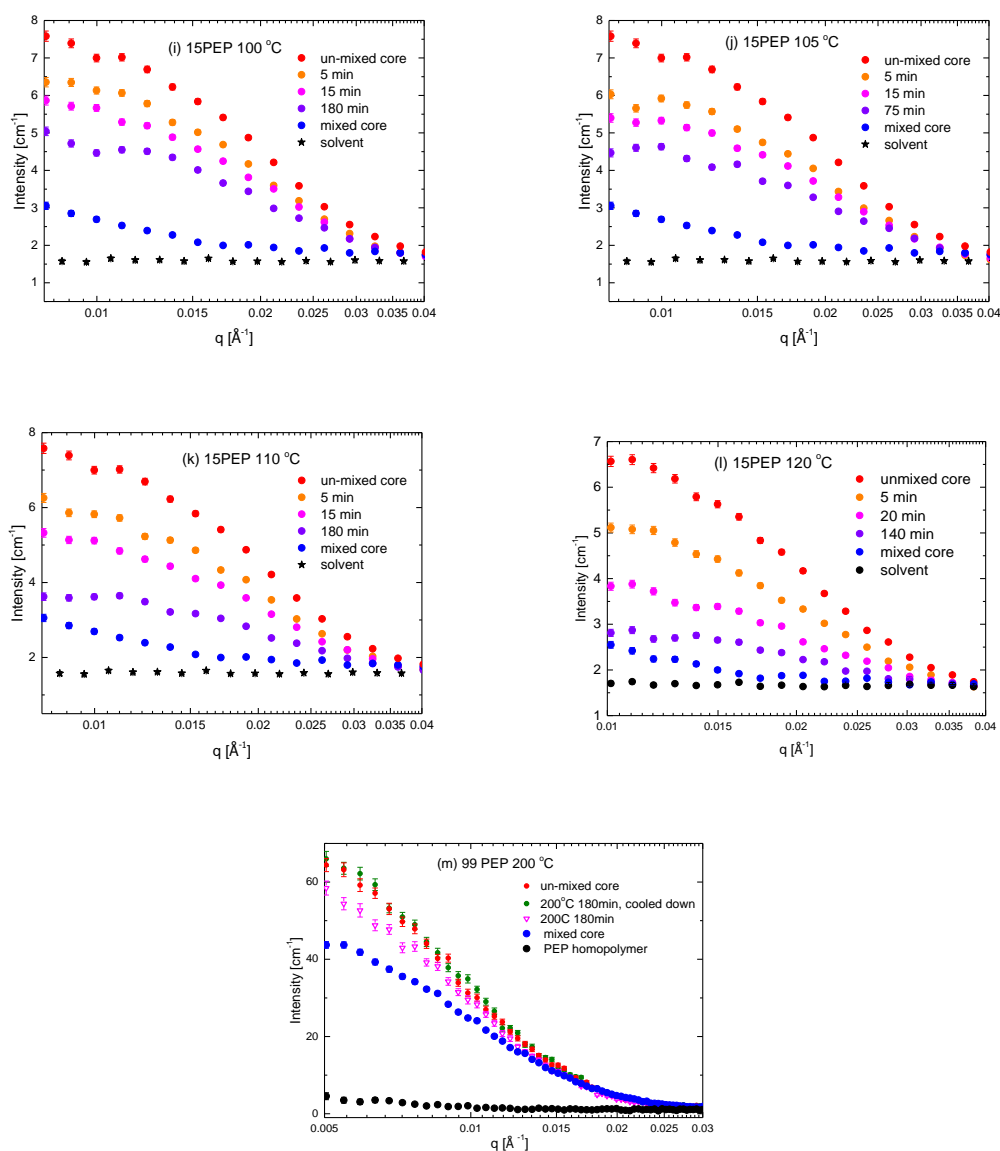 8
7
6
5
4
3
2
1
Intensity [cm⁻¹]
(i) 15PEP 100 °C
un-mixed core
5 min
15 min
180 min
mixed core
solvent
0.01 0.015 0.02 0.025 0.03 0.035 0.04
q [Å⁻¹]
8
7
6
5
4
3
2
1
Intensity [cm⁻¹]
(j) 15PEP 105 °C
un-mixed core
5 min
15 min
75 min
mixed core
solvent
0.01 0.015 0.02 0.025 0.03 0.035 0.04
q [Å⁻¹]
8
6
4
2
Intensity [cm⁻¹]
(k) 15PEP 110 °C
un-mixed core
5 min
15 min
180 min
mixed core
solvent
0.01 0.015 0.02 0.025 0.03 0.035 0.04
q [Å⁻¹]
7
6
5
4
3
2
1
Intensity [cm⁻¹]
(l) 15PEP 120 °C
unmixed core
5 min
20 min
140 min
mixed core
solvent
0.01 0.015 0.02 0.025 0.03 0.035 0.04
q [Å⁻¹]
60
40
20
0
Intensity [cm⁻¹]
(m) 99 PEP 200 °C
un-mixed core
200°C 180min, cooled down
200C 180min
mixed core
PEP homopolymer
0.005 0.01 0.015 0.02 0.025 0.03
q [Å⁻¹]